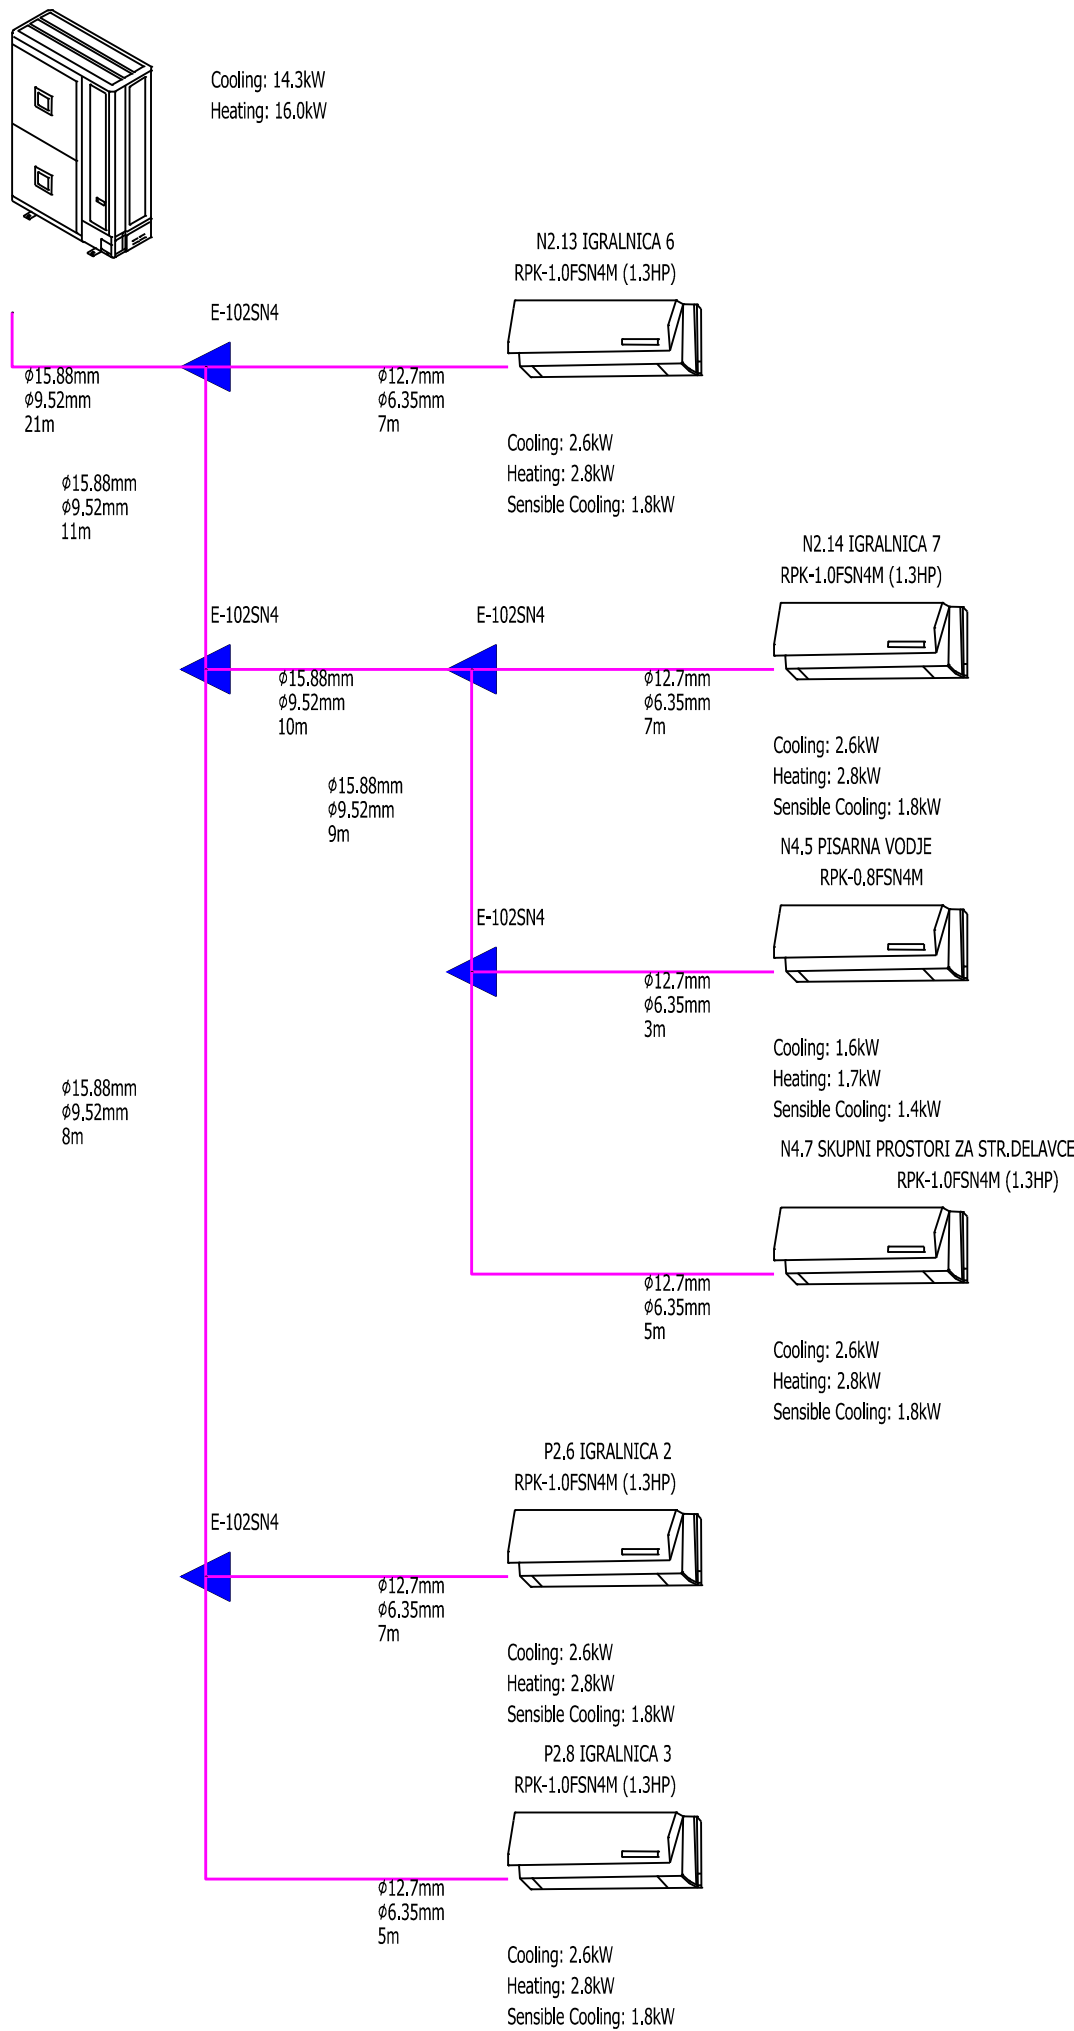 Cooling: 14.3kW
Heating: 16.0kW
N2.13 IGRALNICA 6
RPK-1.0FSN4M (1.3HP)
E-102SN4
ϕ15.88mm
ϕ9.52mm
21m
ϕ12.7mm
ϕ6.35mm
7m
Cooling: 2.6kW
Heating: 2.8kW
Sensible Cooling: 1.8kW
ϕ15.88mm
ϕ9.52mm
11m
N2.14 IGRALNICA 7
RPK-1.0FSN4M (1.3HP)
E-102SN4
E-102SN4
ϕ15.88mm
ϕ9.52mm
10m
ϕ12.7mm
ϕ6.35mm
7m
Cooling: 2.6kW
Heating: 2.8kW
Sensible Cooling: 1.8kW
ϕ15.88mm
ϕ9.52mm
9m
N4.5 PISARNA VODJE
RPK-0.8FSN4M
E-102SN4
ϕ12.7mm
ϕ6.35mm
3m
Cooling: 1.6kW
Heating: 1.7kW
Sensible Cooling: 1.4kW
ϕ15.88mm
ϕ9.52mm
8m
N4.7 SKUPNI PROSTORI ZA STR.DELAVCE
RPK-1.0FSN4M (1.3HP)
ϕ12.7mm
ϕ6.35mm
5m
Cooling: 2.6kW
Heating: 2.8kW
Sensible Cooling: 1.8kW
P2.6 IGRALNICA 2
RPK-1.0FSN4M (1.3HP)
E-102SN4
ϕ12.7mm
ϕ6.35mm
7m
Cooling: 2.6kW
Heating: 2.8kW
Sensible Cooling: 1.8kW
P2.8 IGRALNICA 3
RPK-1.0FSN4M (1.3HP)
ϕ12.7mm
ϕ6.35mm
5m
Cooling: 2.6kW
Heating: 2.8kW
Sensible Cooling: 1.8kW